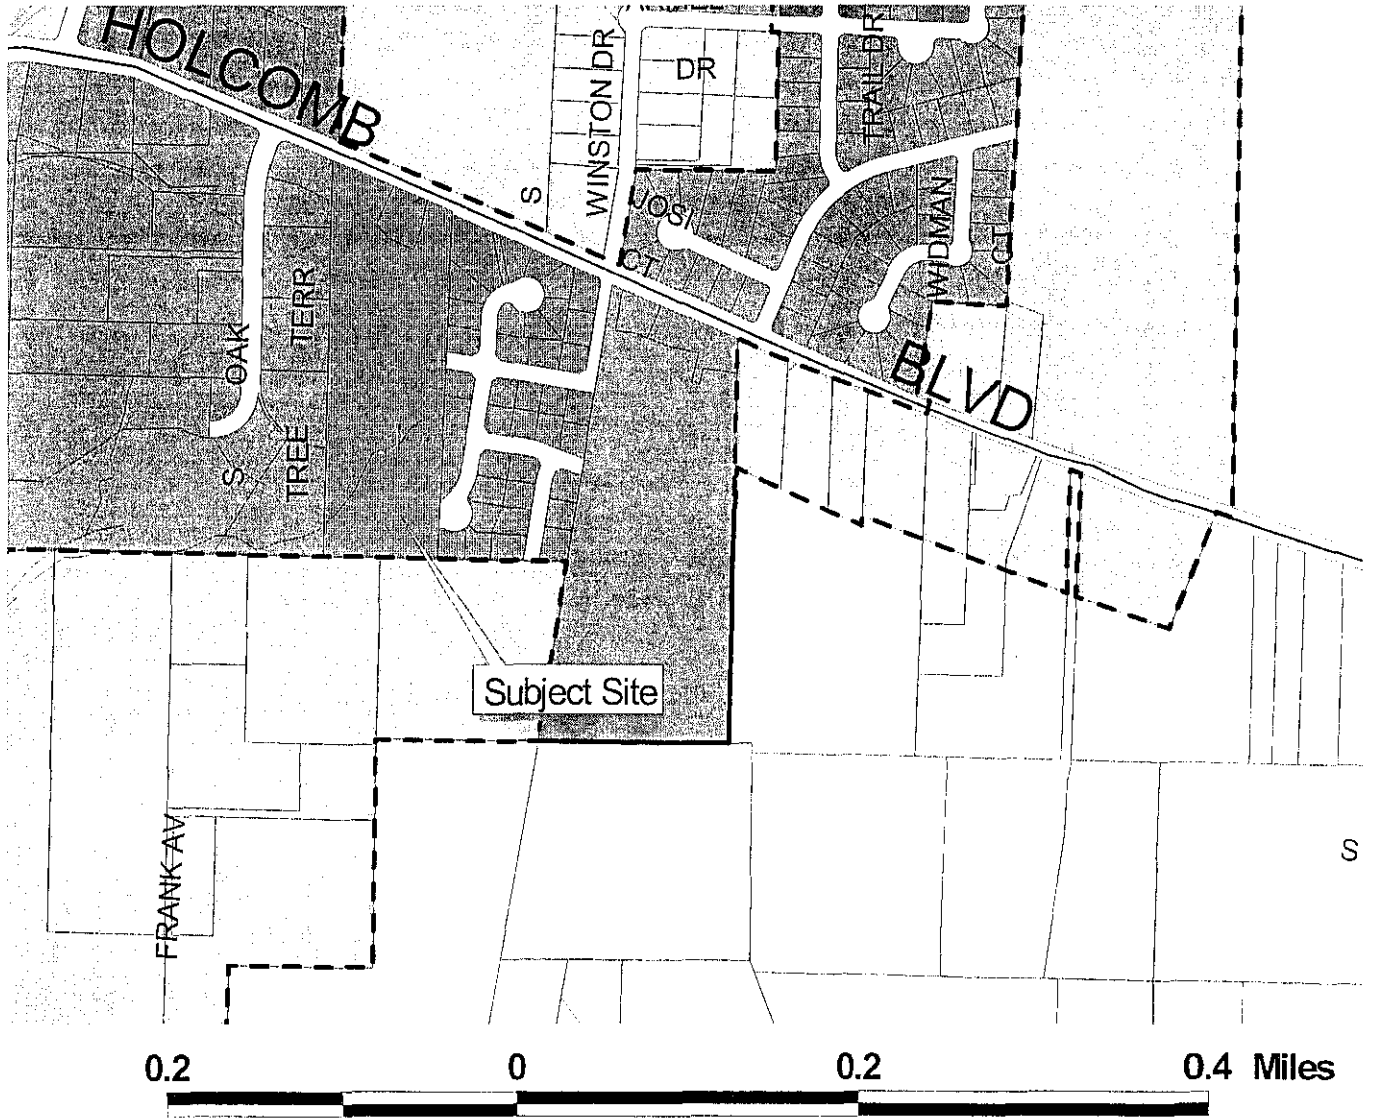 HOLCOMB
BLVD
WINSTON DR
S
DR
TRAIL DR
JOSI
CT
WIDMAN
CT
OAK
TERR
S
TREE
Subject Site
FRANK AV
S
0.2 0 0.2 0.4 Miles